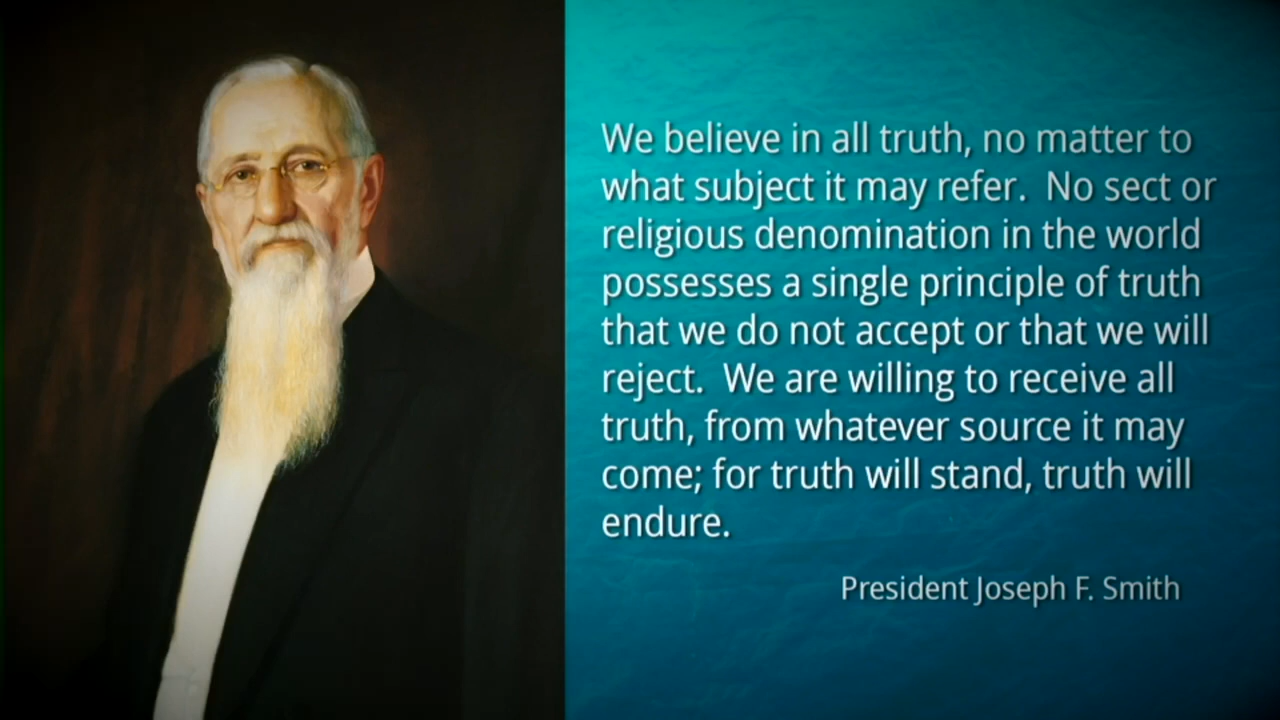 We believe in all truth, no matter to
what subject it may refer.  No sect or
religious denomination in the world
possesses a single principle of truth
that we do not accept or that we will
reject.  We are willing to receive all
truth, from whatever source it may
come; for truth will stand, truth will
endure.
President Joseph F. Smith